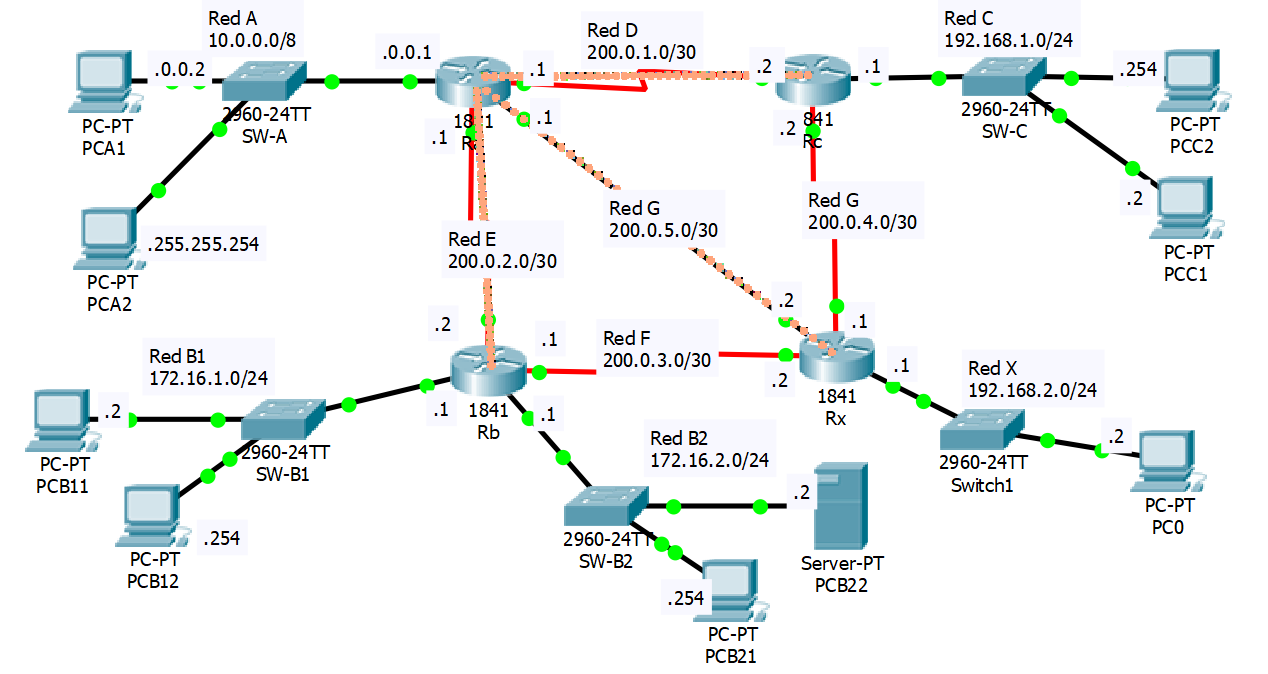 Red A
10.0.0.0/8
.0.0.2
.0.0.1
PC-PT
PCA1
2960-24TT
SW-A
.255.255.254
PC-PT
PCA2
Red D
200.0.1.0/30
.1
.2
.1
.1
.1
.2
Red C
192.168.1.0/24
.254
PC-PT
PCC2
2960-24TT
SW-C
.2
PC-PT
PCC1
Red G
200.0.5.0/30
Red G
200.0.4.0/30
Red E
200.0.2.0/30
.2
.1
.2
.1
Red F
200.0.3.0/30
.2
.1
1841
Rx
Red X
192.168.2.0/24
2960-24TT
Switch1
.2
PC-PT
PC0
Red B1
172.16.1.0/24
.2
PC-PT
PCB11
2960-24TT
SW-B1
.254
PC-PT
PCB12
.1
1841
Rb
.1
Red B2
172.16.2.0/24
.2
2960-24TT
SW-B2
Server-PT
PCB22
.254
PC-PT
PCB21